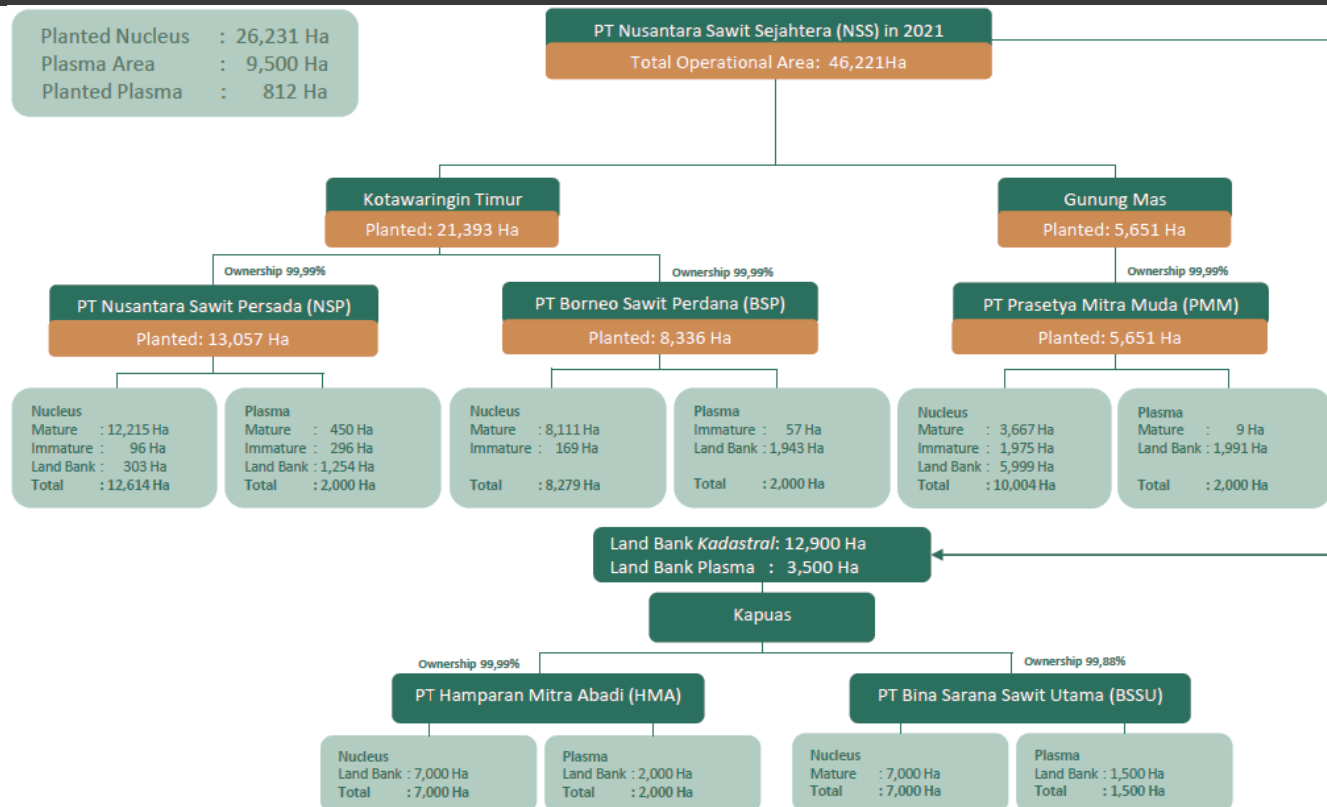 Planted Nucleus : 26,231 Ha
Plasma Area : 9,500 Ha
Planted Plasma : 812 Ha
PT Nusantara Sawit Sejahtera (NSS) in 2021
Total Operational Area: 46,221Ha
Kotawaringin Timur
Planted: 21,393 Ha
Gunung Mas
Planted: 5,651 Ha
Ownership 99,99%
PT Nusantara Sawit Persada (NSP)
Planted: 13,057 Ha
Ownership 99,99%
PT Borneo Sawit Perdana (BSP)
Planted: 8,336 Ha
Ownership 99,99%
PT Prasetya Mitra Muda (PMM)
Planted: 5,651 Ha
Nucleus
Mature : 12,215 Ha
Immature : 96 Ha
Land Bank : 303 Ha
Total : 12,614 Ha
Plasma
Mature : 450 Ha
Immature : 296 Ha
Land Bank : 1,254 Ha
Total : 2,000 Ha
Nucleus
Mature : 8,111 Ha
Immature : 169 Ha
Total : 8,279 Ha
Plasma
Immature : 57 Ha
Land Bank : 1,943 Ha
Total : 2,000 Ha
Nucleus
Mature : 3,667 Ha
Immature : 1,975 Ha
Land Bank : 5,999 Ha
Total : 10,004 Ha
Plasma
Mature : 9 Ha
Land Bank : 1,991 Ha
Total : 2,000 Ha
Land Bank Kadastral: 12,900 Ha
Land Bank Plasma : 3,500 Ha
Kapuas
Ownership 99,99%
PT Hamparan Mitra Abadi (HMA)
Ownership 99,88%
PT Bina Sarana Sawit Utama (BSSU)
Nucleus
Land Bank : 7,000 Ha
Total : 7,000 Ha
Plasma
Land Bank : 2,000 Ha
Total : 2,000 Ha
Nucleus
Mature : 7,000 Ha
Total : 7,000 Ha
Plasma
Land Bank : 1,500 Ha
Total : 1,500 Ha